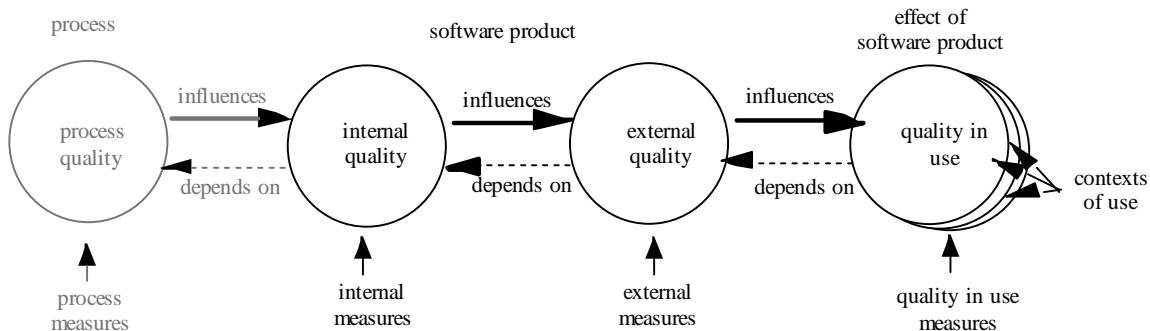 process
software product
effect of
software product
influences
influences
influences
process
quality
internal
quality
external
quality
quality in
use
depends on
depends on
depends on
contexts
of use
process
measures
internal
measures
external
measures
quality in use
measures